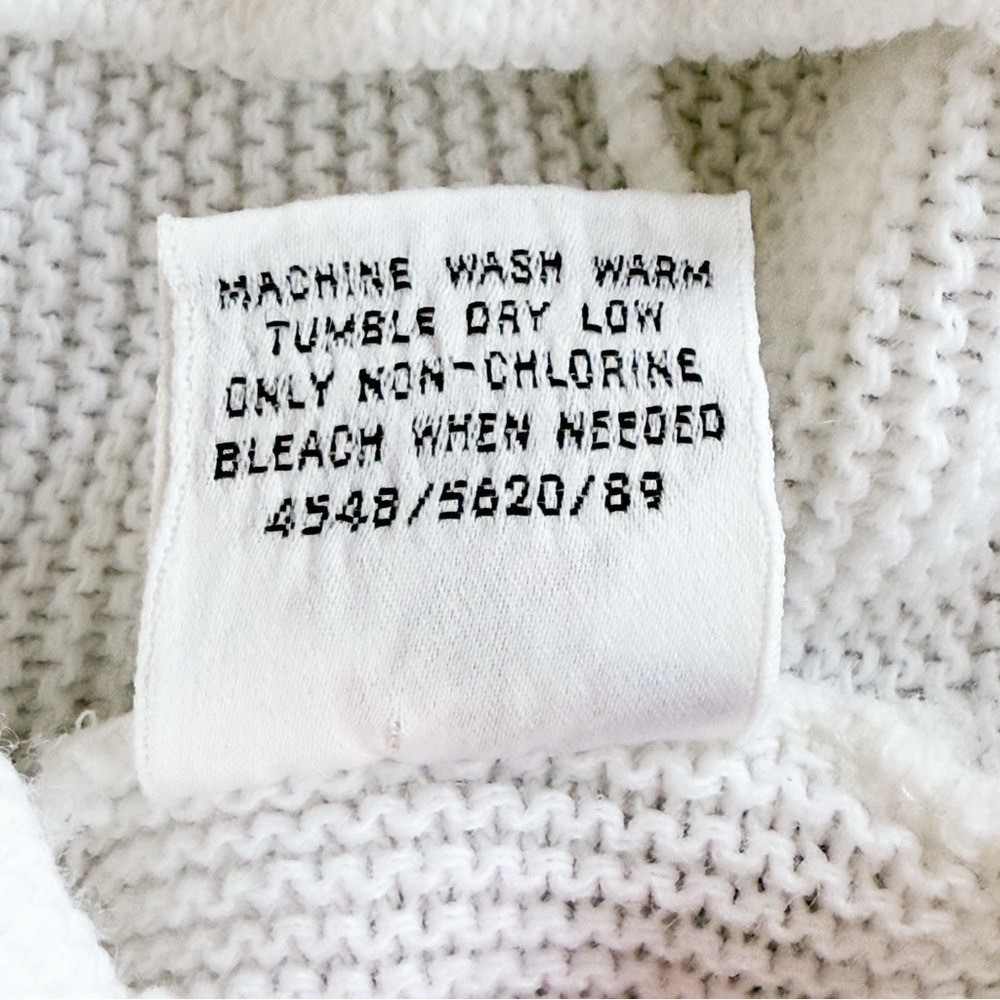 MACHINE WASH WARM
TUMBLE DRY LOW
ONLY NON-CHLORINE
BLEACH WHEN NEEDED
4548/5620/89